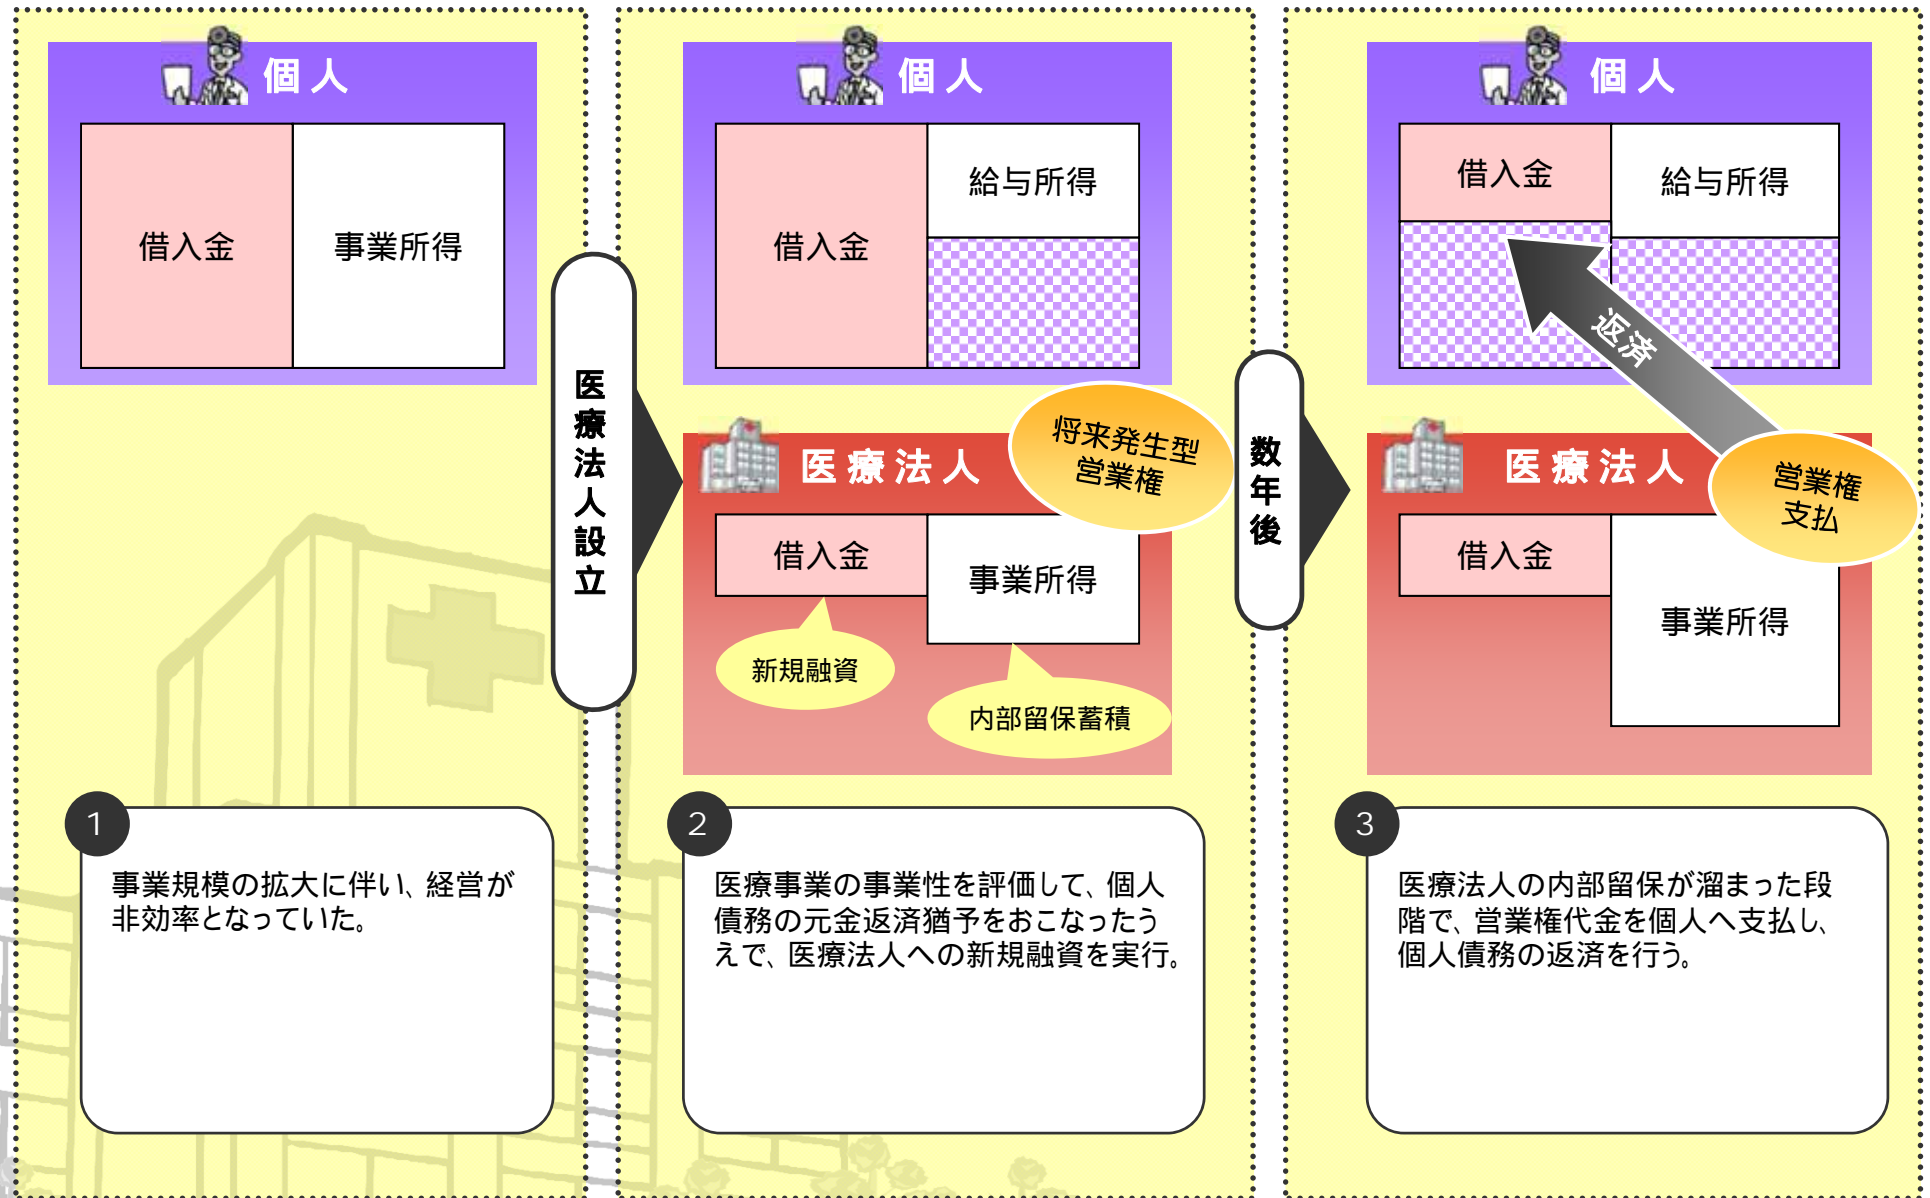 個人
借入金
事業所得
医療法人設立
個人
借入金
給与所得
医療法人
将来発生型
営業権
借入金
事業所得
新規融資
内部留保蓄積
数年後
個人
借入金
給与所得
返済
医療法人
営業権
支払
借入金
事業所得
1
事業規模の拡大に伴い、経営が
非効率となっていた。
2
医療事業の事業性を評価して、個人
債務の元金返済猶予をおこなったう
えで、医療法人への新規融資を実行。
3
医療法人の内部留保が溜まった段
階で、営業権代金を個人へ支払し、
個人債務の返済を行う。